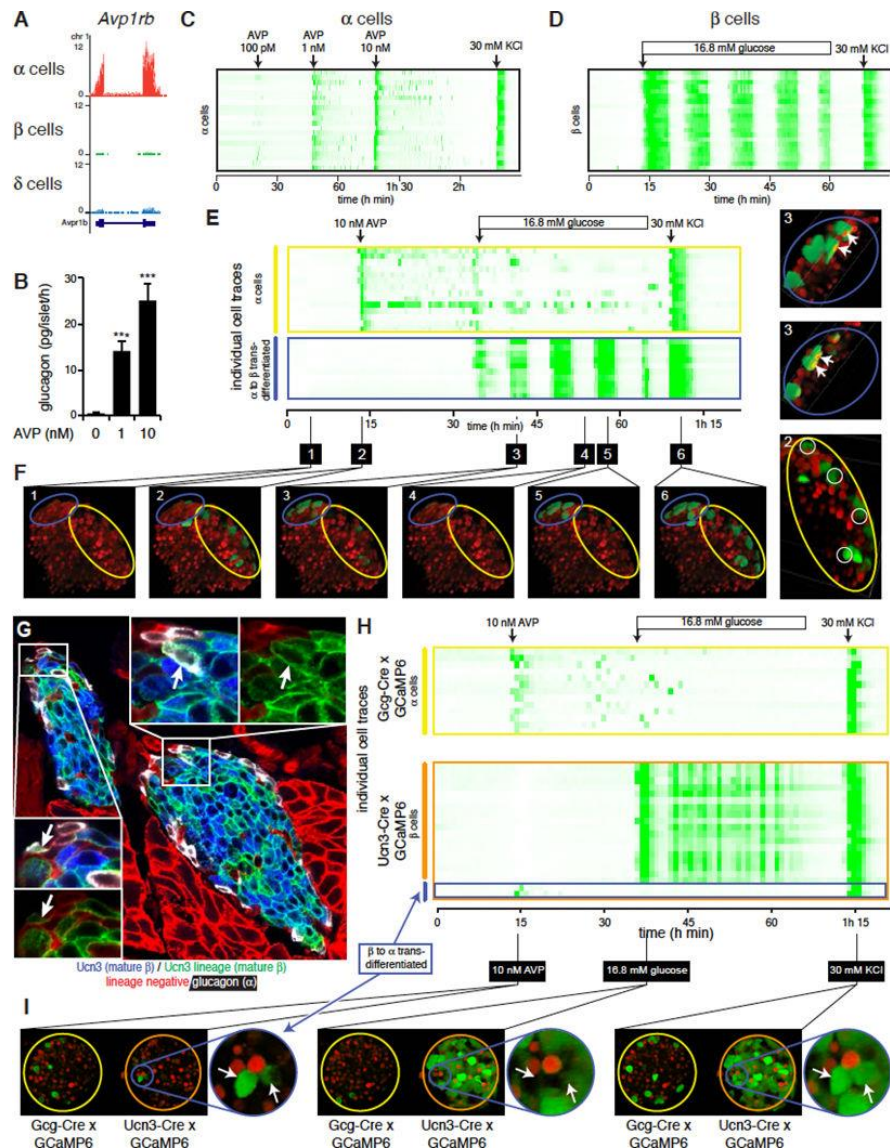 A
Avp1rb
chr 1
12
α cells
0
12
β cells
0
12
δ cells
0
Avpr1b
B
***
***
30
20
10
0
glucagon (pg/islet/h)
AVP (nM) 0 1 10
C
α cells
AVP
100 pM
AVP
1 nM
AVP
10 nM
30 mM KCl
α cells
0 30 60 1h 30 2h
time (h min)
D
β cells
16.8 mM glucose
30 mM KCl
β cells
0 15 30 45 60
time (h min)
E
10 nM AVP
16.8 mM glucose
30 mM KCl
individual cell traces
α cells
α to β trans-
differentiated
0 15 30 45 60 1h 15
time (h min)
1 2 3 4 5 6
3
3
2
F
1 2 3 4 5 6
G
Ucn3 (mature β) / Ucn3 lineage (mature β)
lineage negative/glucagon (α)
H
10 nM AVP
16.8 mM glucose
30 mM KCl
individual cell traces
Gcg-Cre x
GCaMP6
α cells
Ucn3-Cre x
GCaMP6
β cells
0 15 30 45 60 1h 15
time (h min)
β to α trans-
differentiated
10 nM AVP
16.8 mM glucose
30 mM KCl
I
Gcg-Cre x
GCaMP6
Ucn3-Cre x
GCaMP6
Gcg-Cre x
GCaMP6
Ucn3-Cre x
GCaMP6
Gcg-Cre x
GCaMP6
Ucn3-Cre x
GCaMP6